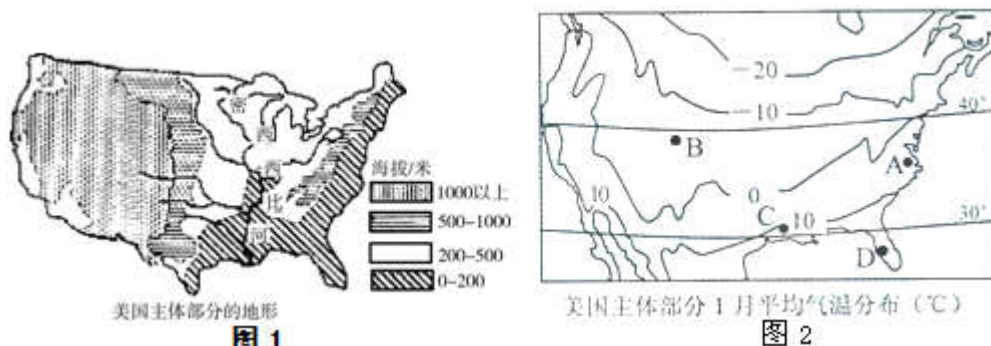 密
西
西
比
河
海拨/米
1000以上
500-1000
200-500
0-200
美国主体部分的地形
图 1
-20
-10
40°
B
A
10
0
C
10
30°
D
美国主体部分 1 月平均气温分布（℃）
图 2